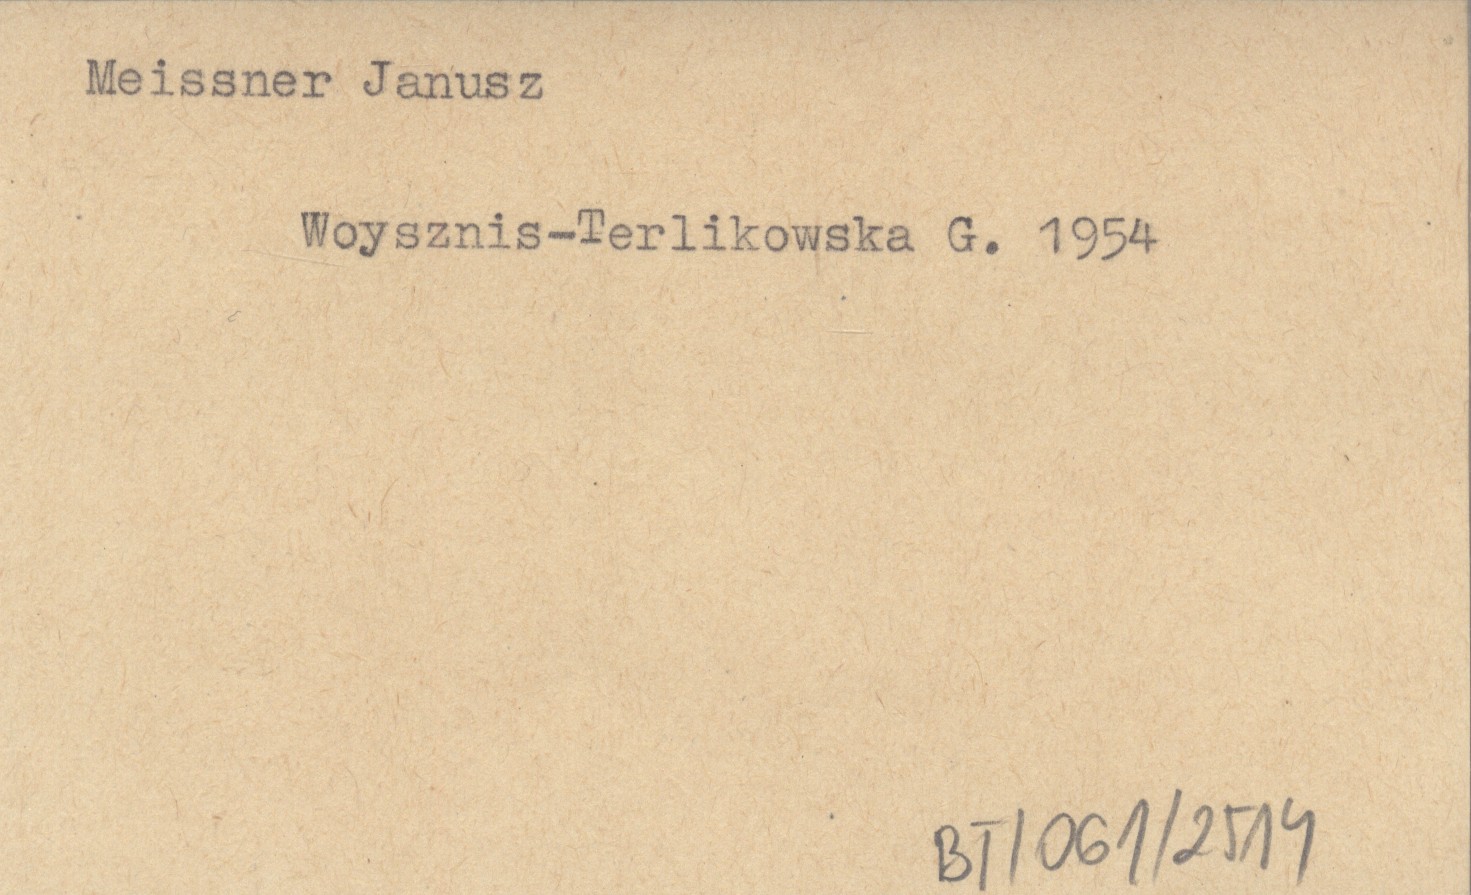 Meissner Janusz
Woysznis-Terlikowska G. 1954
BT/061/2514